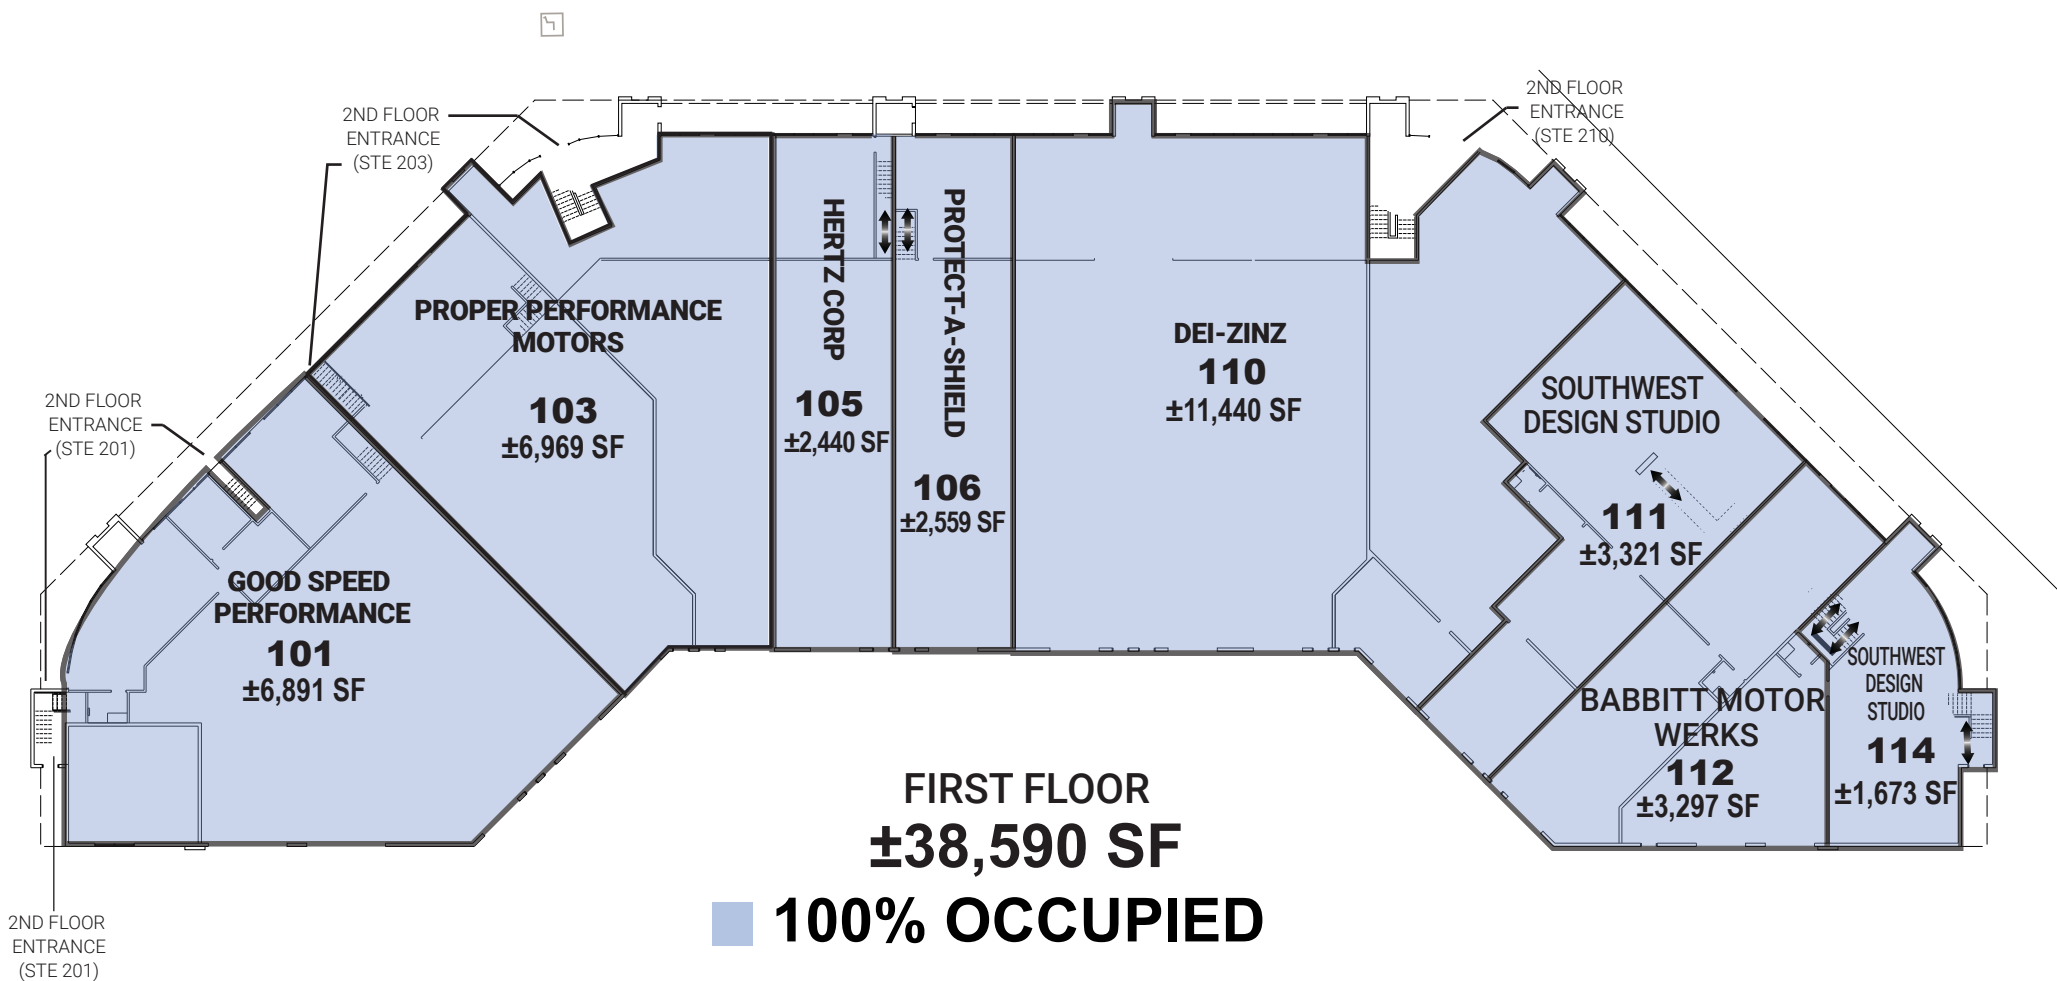 2ND FLOOR
ENTRANCE
(STE 203)
2ND FLOOR
ENTRANCE
(STE 210)
2ND FLOOR
ENTRANCE
(STE 201)
PROPER PERFORMANCE
MOTORS
103
±6,969 SF
HERTZ CORP
105
±2,440 SF
PROTECT-A-SHIELD
106
±2,559 SF
DEI-ZINZ
110
±11,440 SF
SOUTHWEST
DESIGN STUDIO
111
±3,321 SF
GOOD SPEED
PERFORMANCE
101
±6,891 SF
BABBITT MOTOR
WERKS
112
±3,297 SF
SOUTHWEST
DESIGN
STUDIO
114
±1,673 SF
FIRST FLOOR
±38,590 SF
100% OCCUPIED
2ND FLOOR
ENTRANCE
(STE 201)